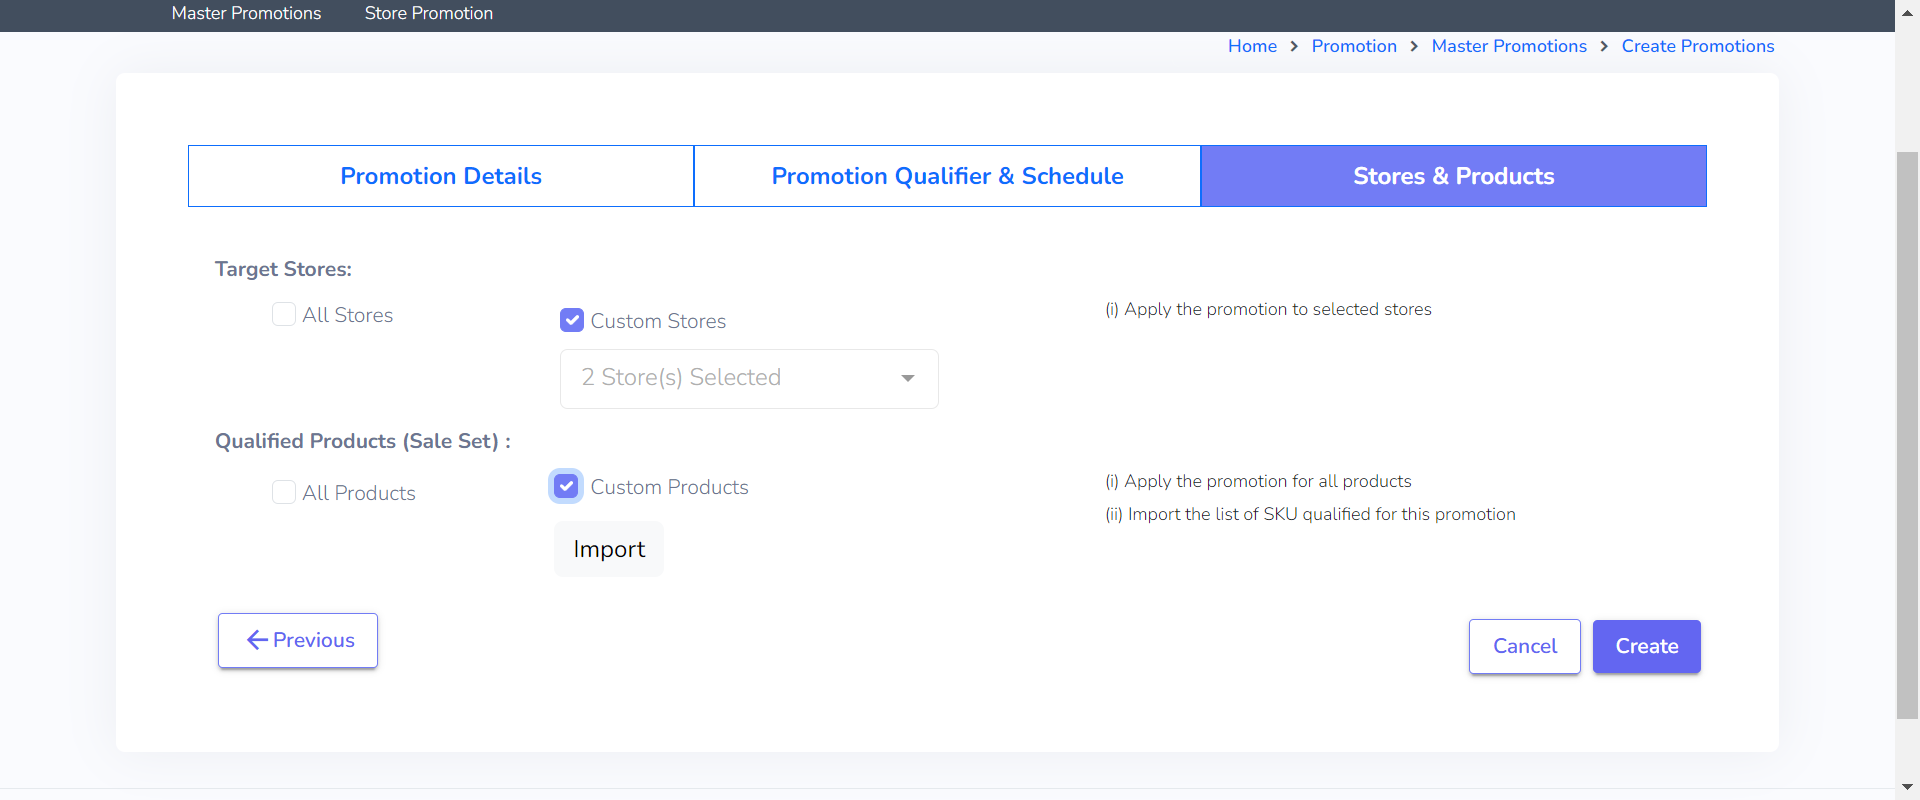 Master Promotions Store Promotion
Home > Promotion > Master Promotions > Create Promotions
Promotion Details Promotion Qualifier & Schedule Stores & Products
Target Stores:
All Stores Custom Stores (i) Apply the promotion to selected stores
2 Store(s) Selected
Qualified Products (Sale Set) :
All Products Custom Products (i) Apply the promotion for all products
(ii) Import the list of SKU qualified for this promotion
Import
Previous Cancel Create